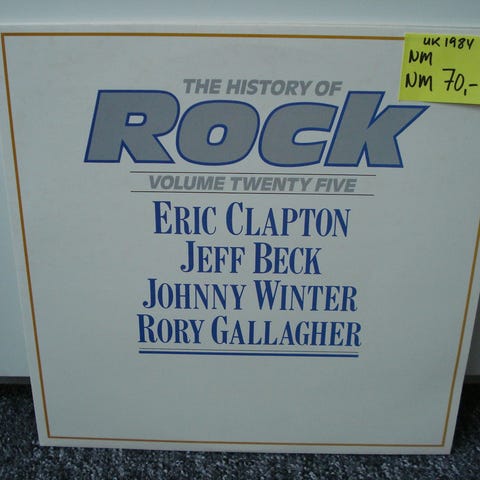 UK 1984
NM
NM 70,-
THE HISTORY OF
ROCK
VOLUME TWENTY FIVE
ERIC CLAPTON
JEFF BECK
JOHNNY WINTER
RORY GALLAGHER